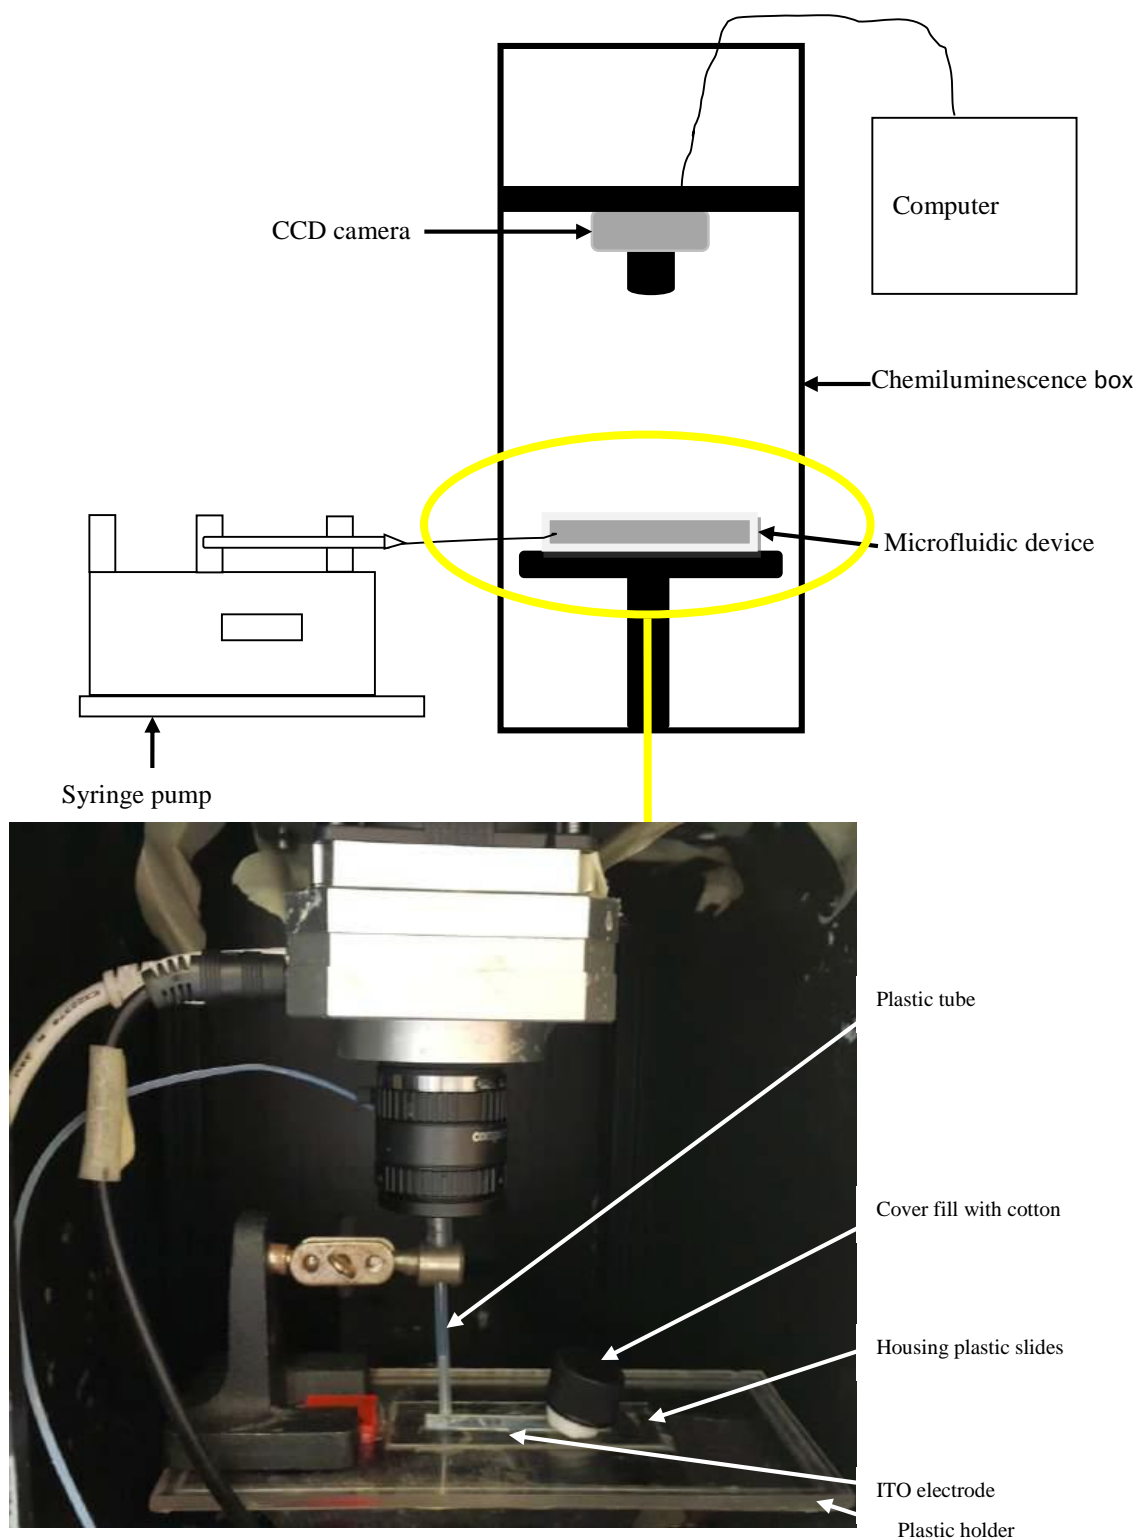 Computer
CCD camera
Chemiluminescence box
Microfluidic device
Syringe pump
Plastic tube
Cover fill with cotton
Housing plastic slides
ITO electrode
Plastic holder